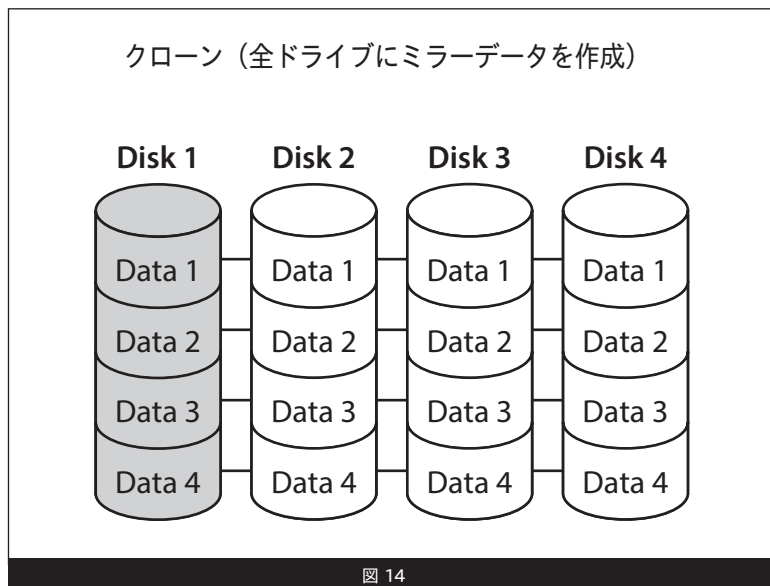 クローン（全ドライブにミラーデータを作成）
Disk 1 Disk 2 Disk 3 Disk 4
Data 1 Data 1 Data 1 Data 1
Data 2 Data 2 Data 2 Data 2
Data 3 Data 3 Data 3 Data 3
Data 4 Data 4 Data 4 Data 4
図 14